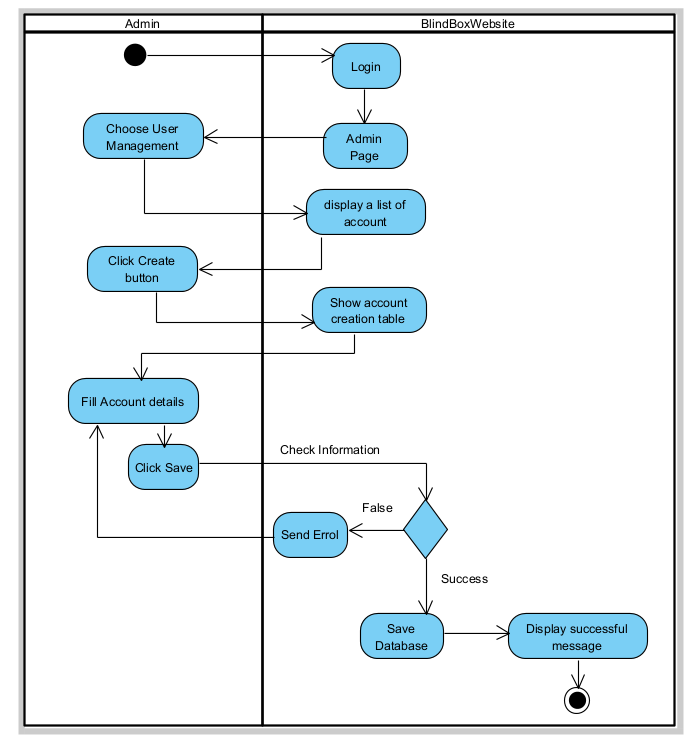 Admin
BlindBoxWebsite
Login
Choose User
Management
Admin
Page
display a list of
account
Click Create
button
Show account
creation table
Fill Account details
Click Save
Check Information
False
Send Errol
Success
Save
Database
Display successful
message